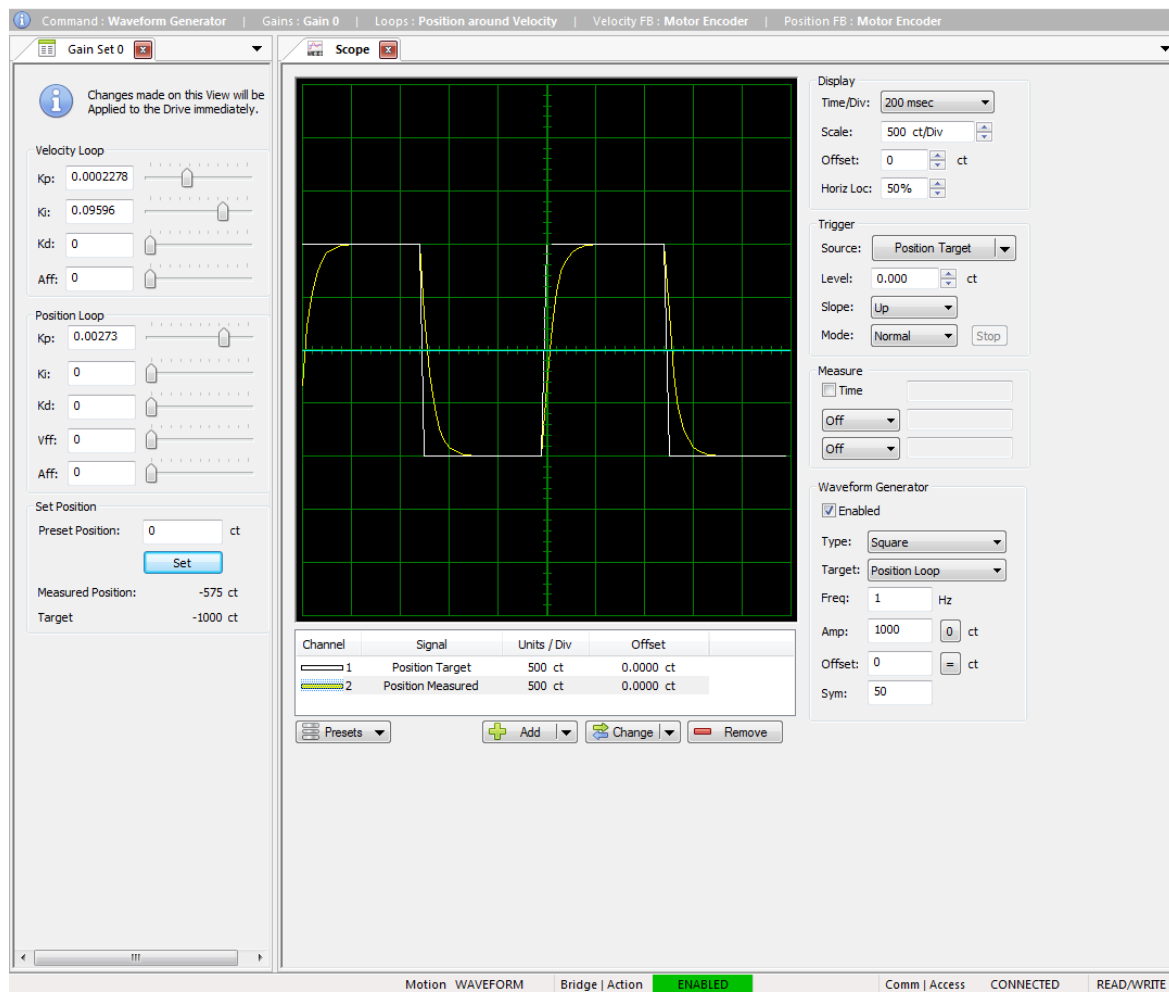 Command : Waveform Generator | Gains : Gain 0 | Loops : Position around Velocity | Velocity FB : Motor Encoder | Position FB : Motor Encoder
Gain Set 0
Changes made on this View will be
Applied to the Drive immediately.
Velocity Loop
Kp: 0.0002278
Ki: 0.09596
Kd: 0
Aff: 0
Position Loop
Kp: 0.00273
Ki: 0
Kd: 0
Vff: 0
Aff: 0
Set Position
Preset Position: 0 ct
Set
Measured Position: -575 ct
Target -1000 ct
Scope
Channel Signal Units / Div Offset
1 Position Target 500 ct 0.0000 ct
2 Position Measured 500 ct 0.0000 ct
Presets Add Change Remove
Display
Time/Div: 200 msec
Scale: 500 ct/Div
Offset: 0 ct
Horiz Loc: 50%
Trigger
Source: Position Target
Level: 0.000 ct
Slope: Up
Mode: Normal Stop
Measure
Time
Off
Off
Waveform Generator
Enabled
Type: Square
Target: Position Loop
Freq: 1 Hz
Amp: 1000 0 ct
Offset: 0 = ct
Sym: 50
Motion WAVEFORM Bridge | Action ENABLED Comm | Access CONNECTED READ/WRITE